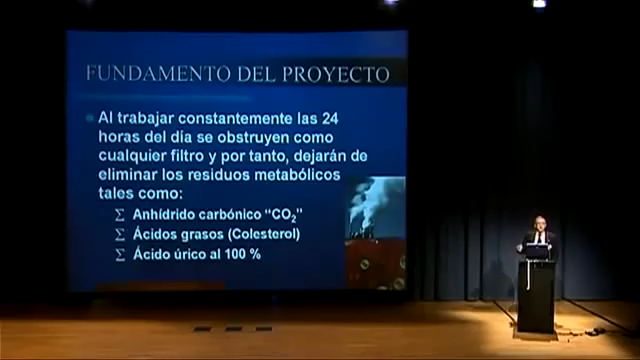 FUNDAMENTO DEL PROYECTO
Al trabajar constantemente las 24
horas del día se obstruyen como
cualquier filtro y por tanto, dejarán de
eliminar los residuos metabólicos
tales como:
Σ Anhídrido carbónico “CO₂”
Σ Ácidos grasos (Colesterol)
Σ Ácido úrico al 100 %